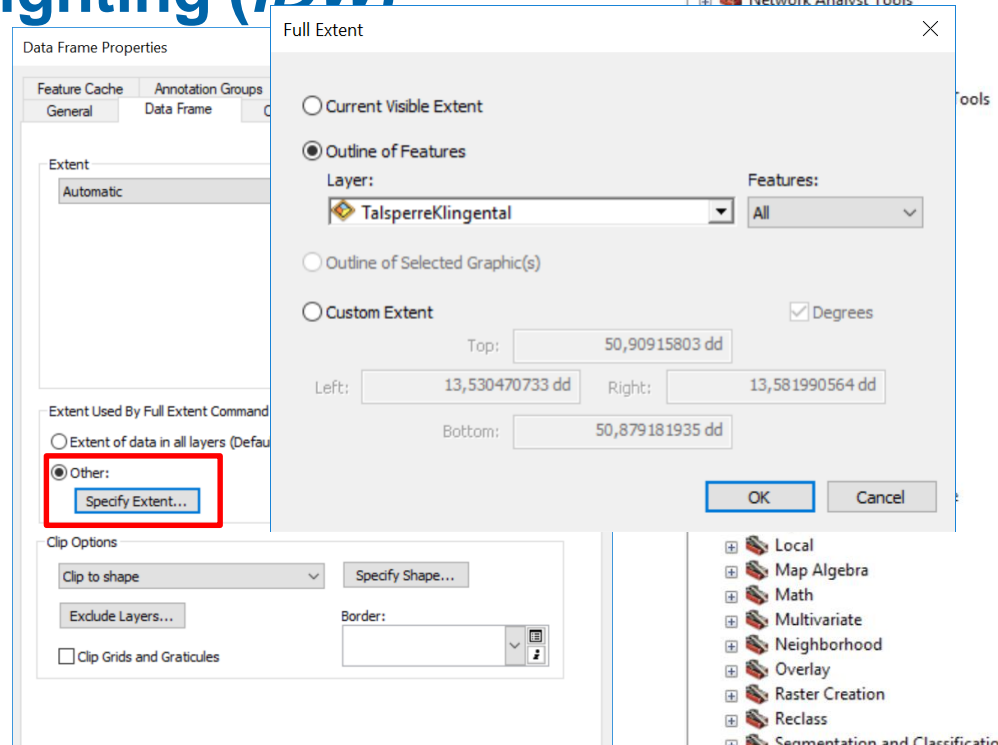 (IDW)
Network Analyst Tools
Data Frame Properties
Feature Cache Annotation Groups
General Data Frame
Extent
Automatic
Extent Used By Full Extent Command
Extent of data in all layers
Other:
Specify Extent...
Clip Options
Clip to shape
Specify Shape...
Exclude Layers...
Border:
Clip Grids and Graticules
Full Extent
Current Visible Extent
Outline of Features
Layer:
Features:
TalsperreKlingental
All
Outline of Selected Graphic(s)
Custom Extent
Degrees
Top: 50,90915803 dd
Left: 13,530470733 dd Right: 13,581990564 dd
Bottom: 50,879181935 dd
OK Cancel
Tools
Local
Map Algebra
Math
Multivariate
Neighborhood
Overlay
Raster Creation
Reclass
Segmentation and Classificatio